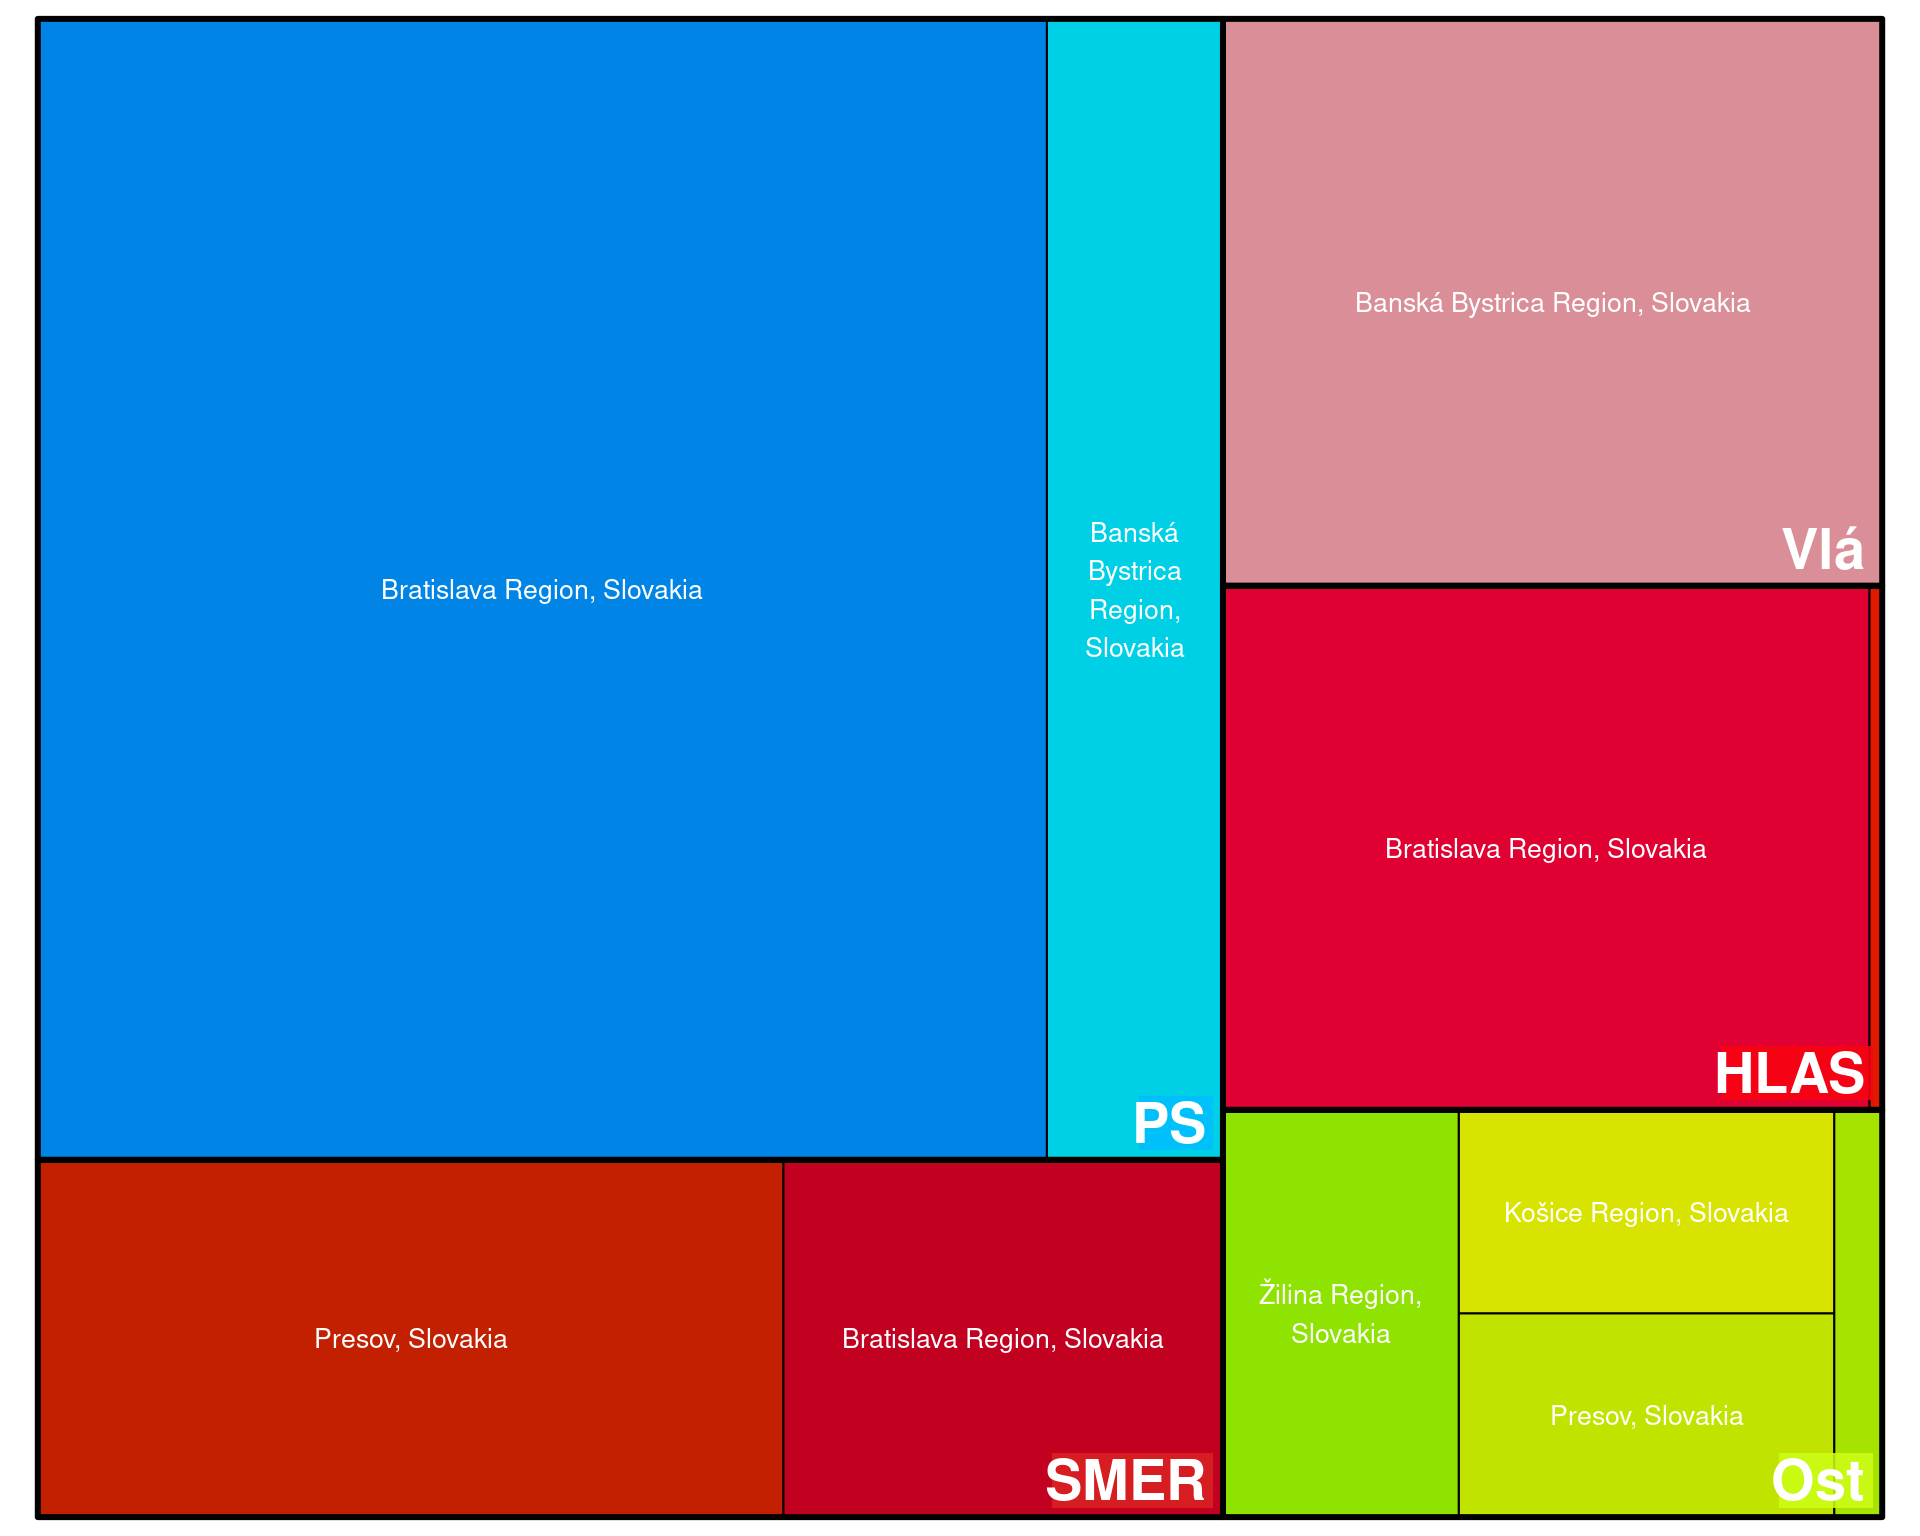 Bratislava Region, Slovakia
Banská
Bystrica
Region,
Slovakia
PS
Banská Bystrica Region, Slovakia
Vlá
Bratislava Region, Slovakia
HLAS
Presov, Slovakia
Bratislava Region, Slovakia
SMER
Žilina Region,
Slovakia
Košice Region, Slovakia
Presov, Slovakia
Ost